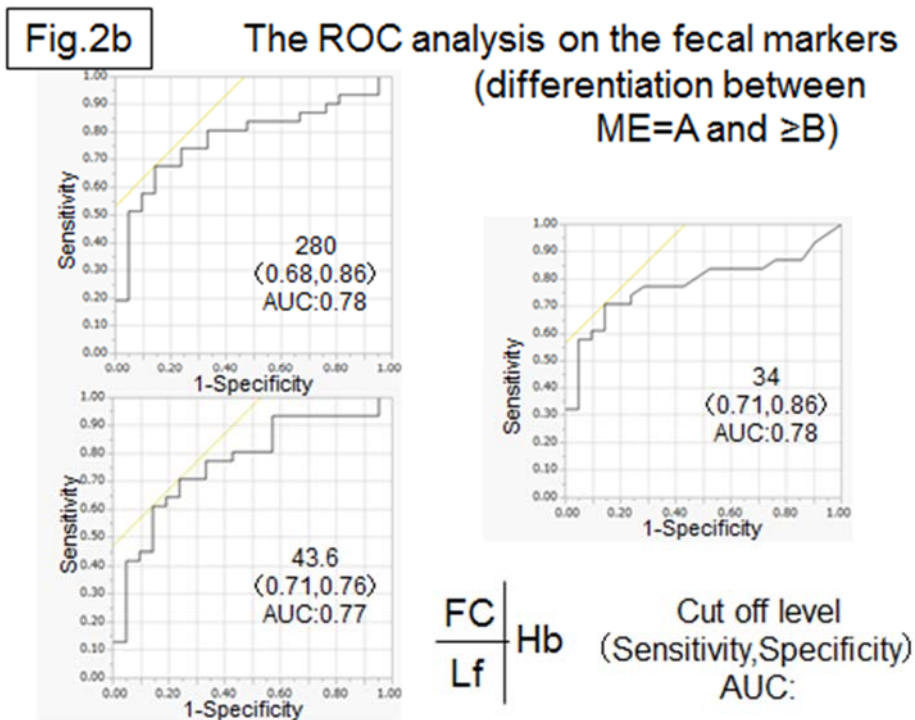 Fig.2b
The ROC analysis on the fecal markers
(differentiation between
ME=A and ≥B)
Sensitivity
1.00
0.90
0.80
0.70
0.60
0.50
0.40
0.30
0.20
0.10
0.00
280
(0.68,0.86)
AUC:0.78
0.00 0.20 0.40 0.60 0.80 1.00
1-Specificity
Sensitivity
1.00
0.90
0.80
0.70
0.60
0.50
0.40
0.30
0.20
0.10
0.00
43.6
(0.71,0.76)
AUC:0.77
0.00 0.20 0.40 0.60 0.80 1.00
1-Specificity
Sensitivity
1.00
0.90
0.80
0.70
0.60
0.50
0.40
0.30
0.20
0.10
0.00
34
(0.71,0.86)
AUC:0.78
0.00 0.20 0.40 0.60 0.80 1.00
1-Specificity
FC
Lf
Hb
Cut off level
(Sensitivity,Specificity)
AUC: